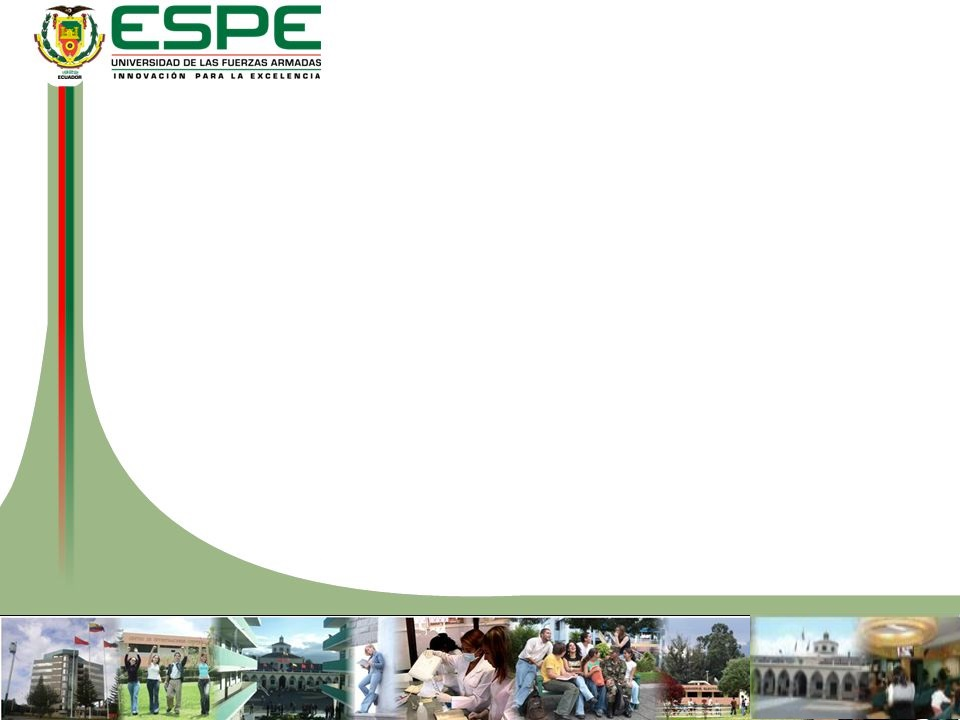 ESPE
UNIVERSIDAD DE LAS FUERZAS ARMADAS
INNOVACIÓN PARA LA EXCELENCIA
ECUADOR